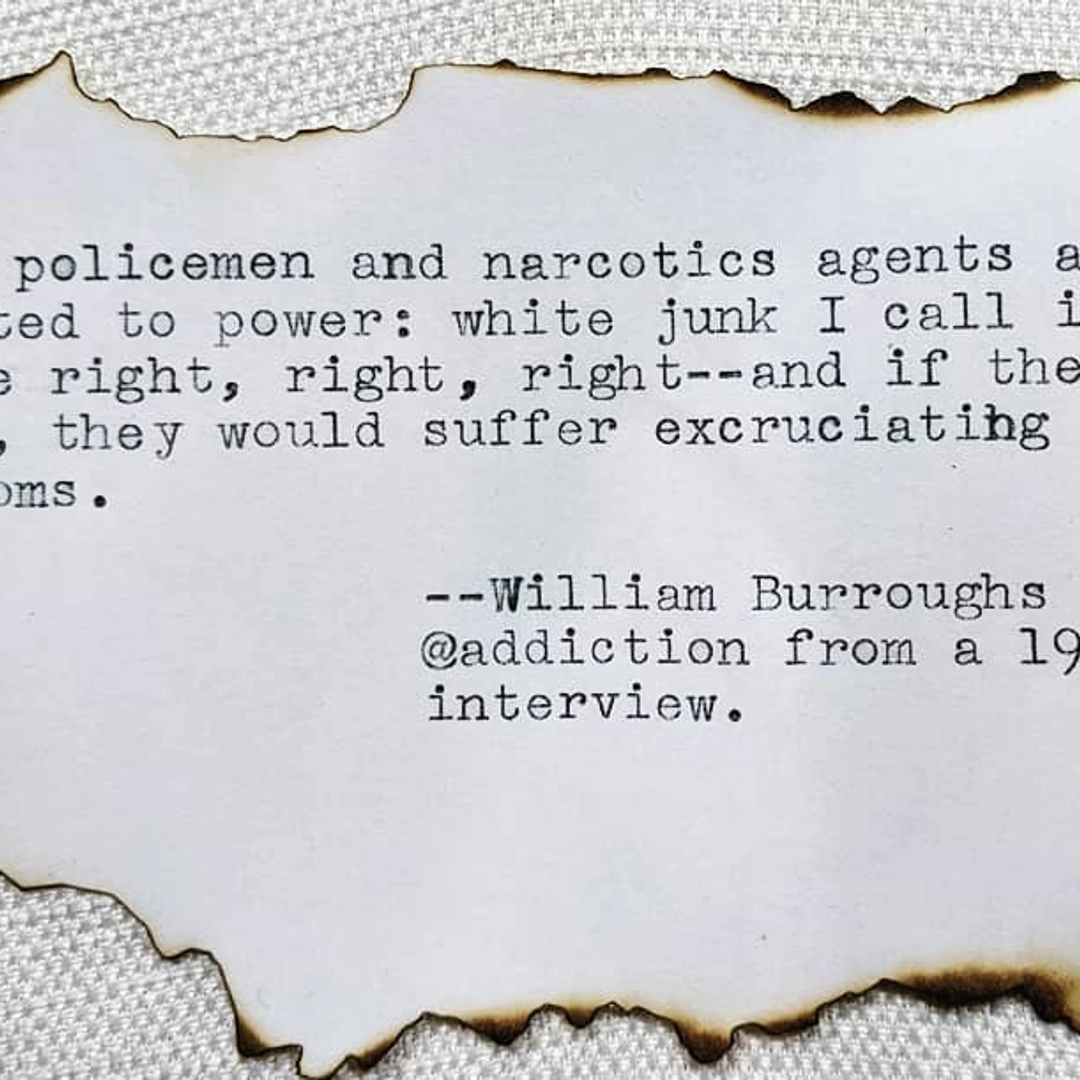 policemen and narcotics agents a
ted to power: white junk I call i
e right, right, right--and if the
, they would suffer excruciating
oms.
--William Burroughs
@addiction from a 19
interview.